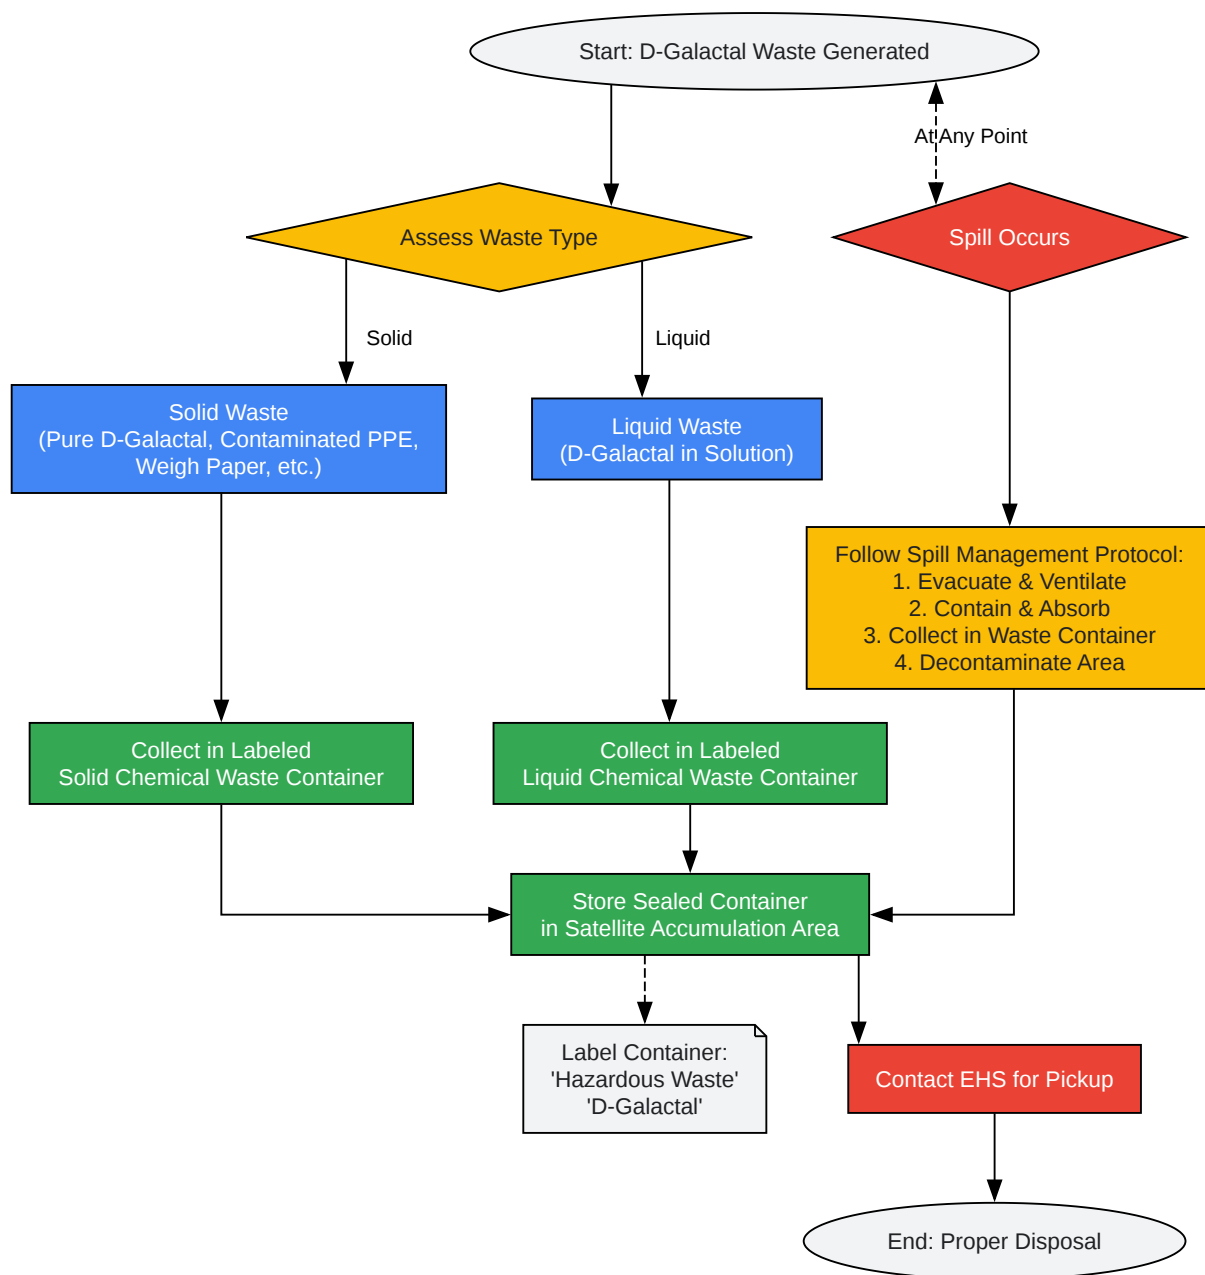 Start: D-Galactal Waste Generated
At Any Point
Assess Waste Type
Spill Occurs
Solid
Liquid
Solid Waste
(Pure D-Galactal, Contaminated PPE,
Weigh Paper, etc.)
Liquid Waste
(D-Galactal in Solution)
Follow Spill Management Protocol:
1. Evacuate & Ventilate
2. Contain & Absorb
3. Collect in Waste Container
4. Decontaminate Area
Collect in Labeled
Solid Chemical Waste Container
Collect in Labeled
Liquid Chemical Waste Container
Store Sealed Container
in Satellite Accumulation Area
Label Container:
'Hazardous Waste'
'D-Galactal'
Contact EHS for Pickup
End: Proper Disposal